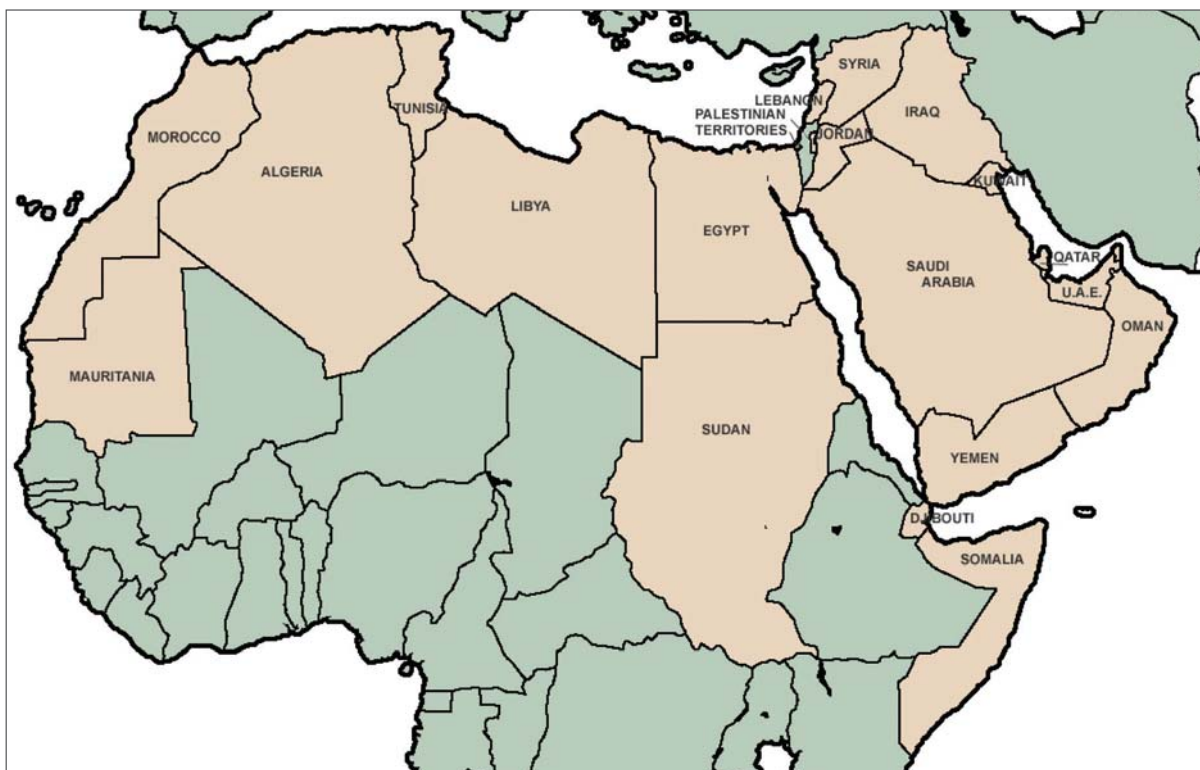 SYRIA
LEBANON
PALESTINIAN
TERRITORIES
JORDAN
IRAQ
KUWAIT
TUNISIA
MOROCCO
ALGERIA
LIBYA
EGYPT
SAUDI
ARABIA
QATAR
U.A.E.
OMAN
MAURITANIA
SUDAN
YEMEN
DJIBOUTI
SOMALIA